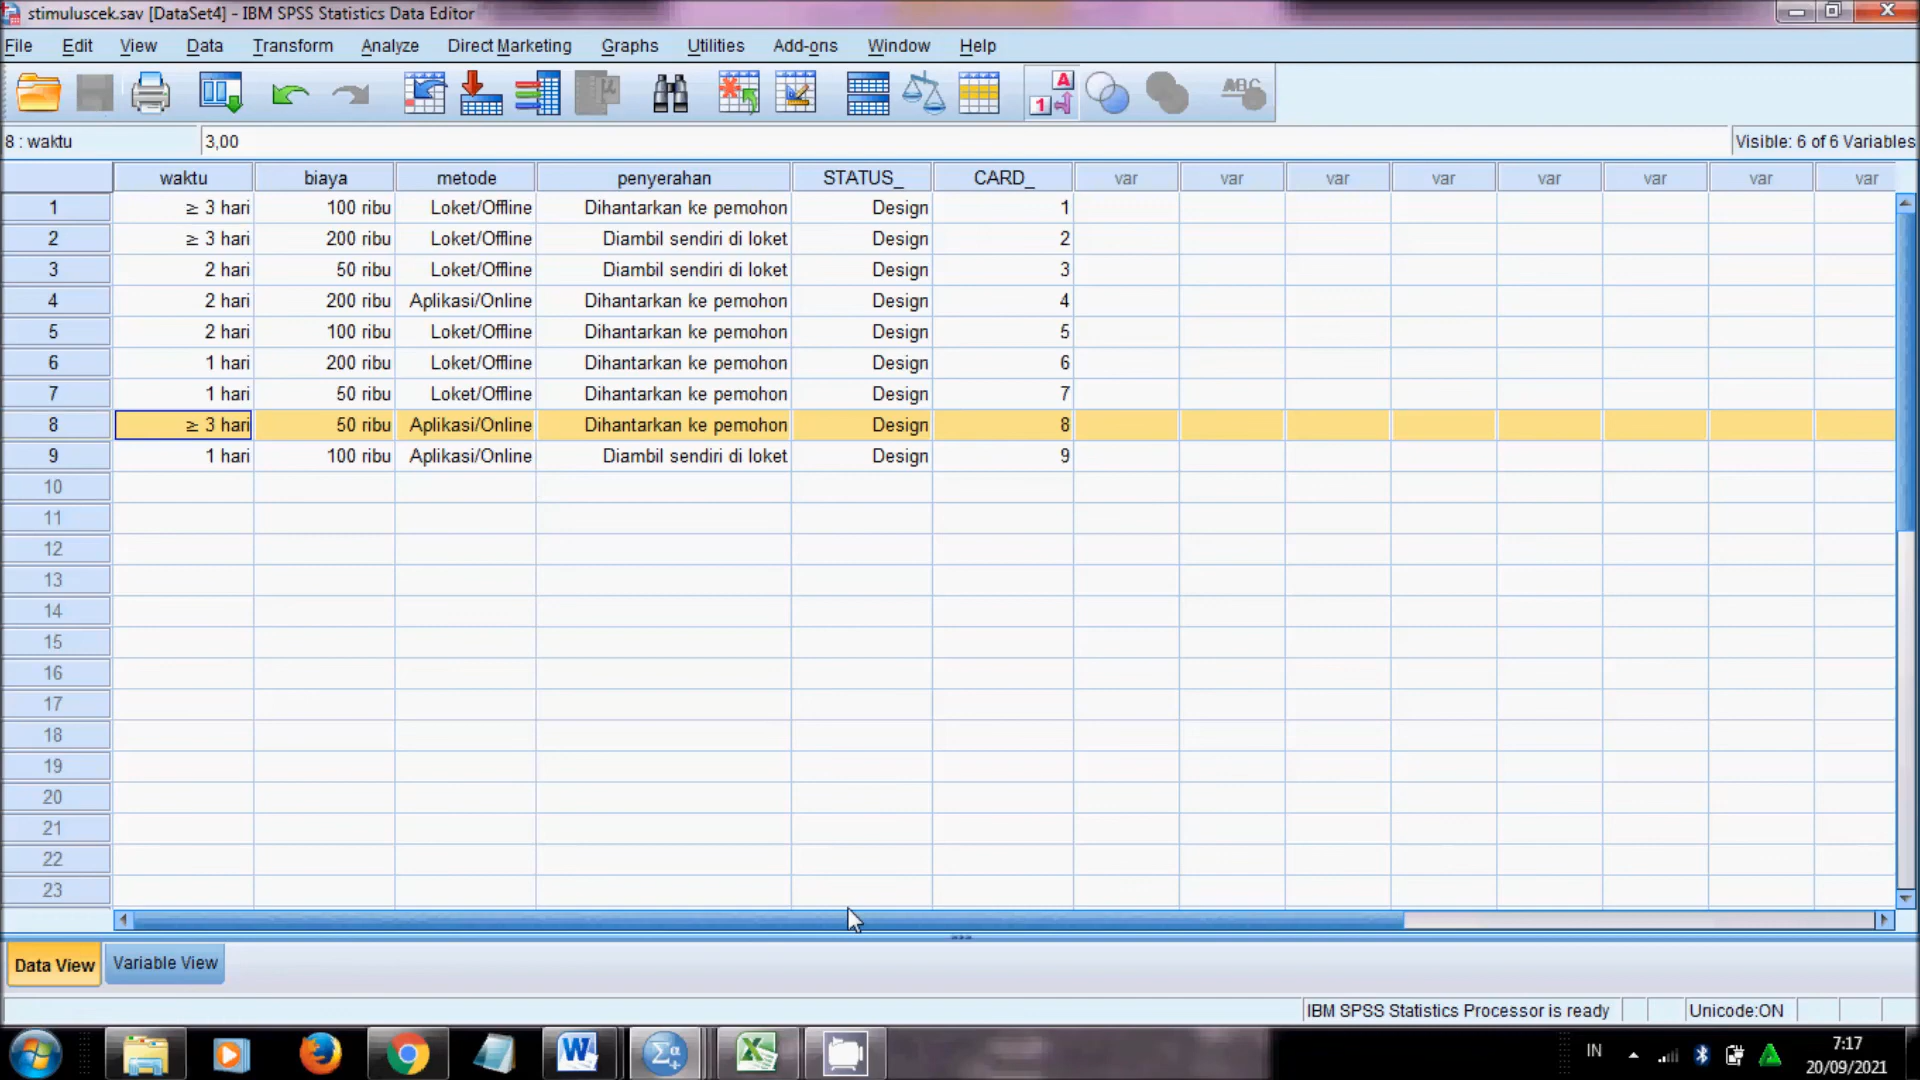 stimuluscek.sav [DataSet4] - IBM SPSS Statistics Data Editor
File Edit View Data Transform Analyze Direct Marketing Graphs Utilities Add-ons Window Help
8 : waktu 3,00 Visible: 6 of 6 Variables
waktu biaya metode penyerahan STATUS_ CARD_ var var var var var var var var
1 ≥ 3 hari 100 ribu Loket/Offline Dihantarkan ke pemohon Design 1
2 ≥ 3 hari 200 ribu Loket/Offline Diambil sendiri di loket Design 2
3 2 hari 50 ribu Loket/Offline Diambil sendiri di loket Design 3
4 2 hari 200 ribu Aplikasi/Online Dihantarkan ke pemohon Design 4
5 2 hari 100 ribu Loket/Offline Dihantarkan ke pemohon Design 5
6 1 hari 200 ribu Loket/Offline Dihantarkan ke pemohon Design 6
7 1 hari 50 ribu Loket/Offline Dihantarkan ke pemohon Design 7
8 ≥ 3 hari 50 ribu Aplikasi/Online Dihantarkan ke pemohon Design 8
9 1 hari 100 ribu Aplikasi/Online Diambil sendiri di loket Design 9
10
11
12
13
14
15
16
17
18
19
20
21
22
23
Data View Variable View
IBM SPSS Statistics Processor is ready Unicode:ON
IN 7:17
20/09/2021